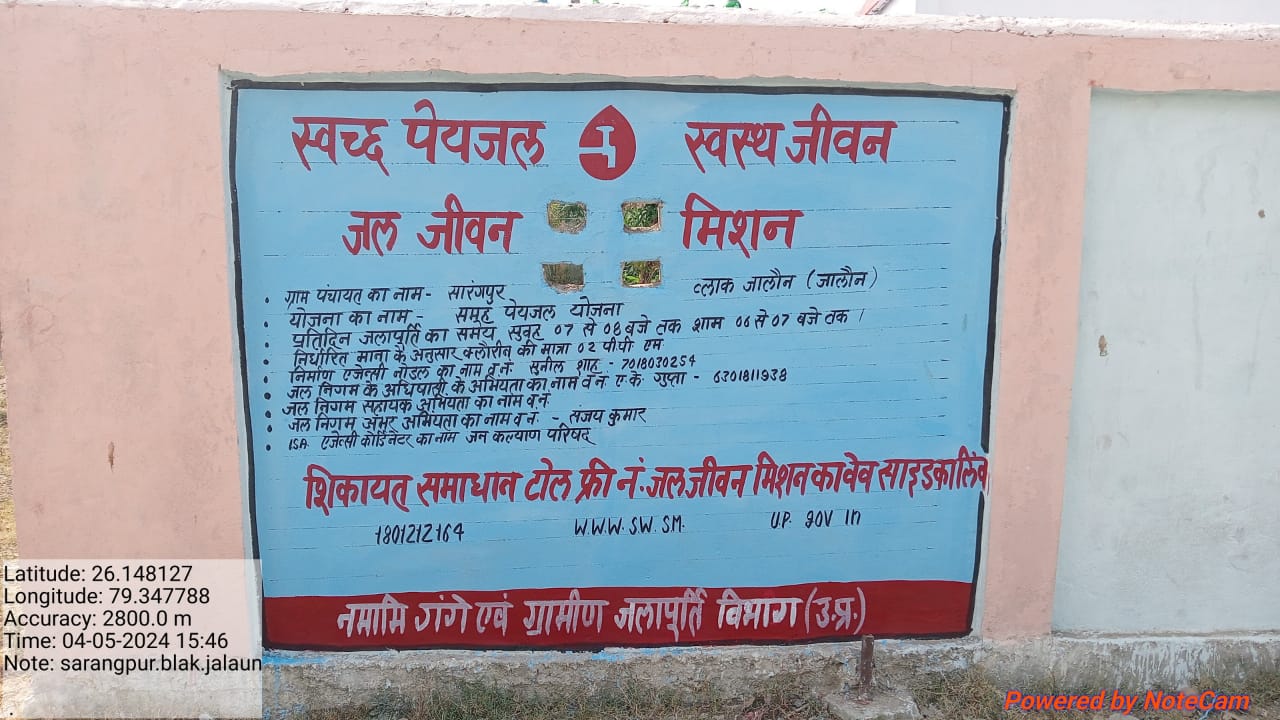 स्वच्छ पेयजल स्वस्थ जीवन
जल जीवन मिशन
ग्राम पंचायत का नाम- सारंगपुर ब्लाक जालौन (जालौन)
योजना का नाम- समूह पेयजल योजना
प्रतिदिन जलापूर्ति का समय सुवह 07 से 08 बजे तक शाम 06 से 07 बजे तक ।
निर्धारित मात्रा के अनुसार क्लोरीन की मात्रा 02 पी.पी एम
निर्माण एजेन्सी नोडल का नाम व न. सुनील शाह - 7018030254
जल निगम के अधिषाषी के अभियंता का नाम व नं ए.के. गुप्ता - 6301811938
जल निगम सहायक अभियंता का नाम व नं
जल निगम अभर अभियंता का नाम व नं. - संजय कुमार
ISA एजेन्सी कोर्डिनेटर का नाम जन कल्याण परिषद
शिकायत समाधान टोल फ्री नं. जल जीवन मिशन का वेव साइड का लिंक
1801212164 W.W.W. SW. SM. U.P. gov in
नमामि गंगे एवं ग्रामीण जलापूर्ति विभाग (उ.प्र.)
Latitude: 26.148127
Longitude: 79.347788
Accuracy: 2800.0 m
Time: 04-05-2024 15:46
Note: sarangpur.blak.jalaun
Powered by NoteCam